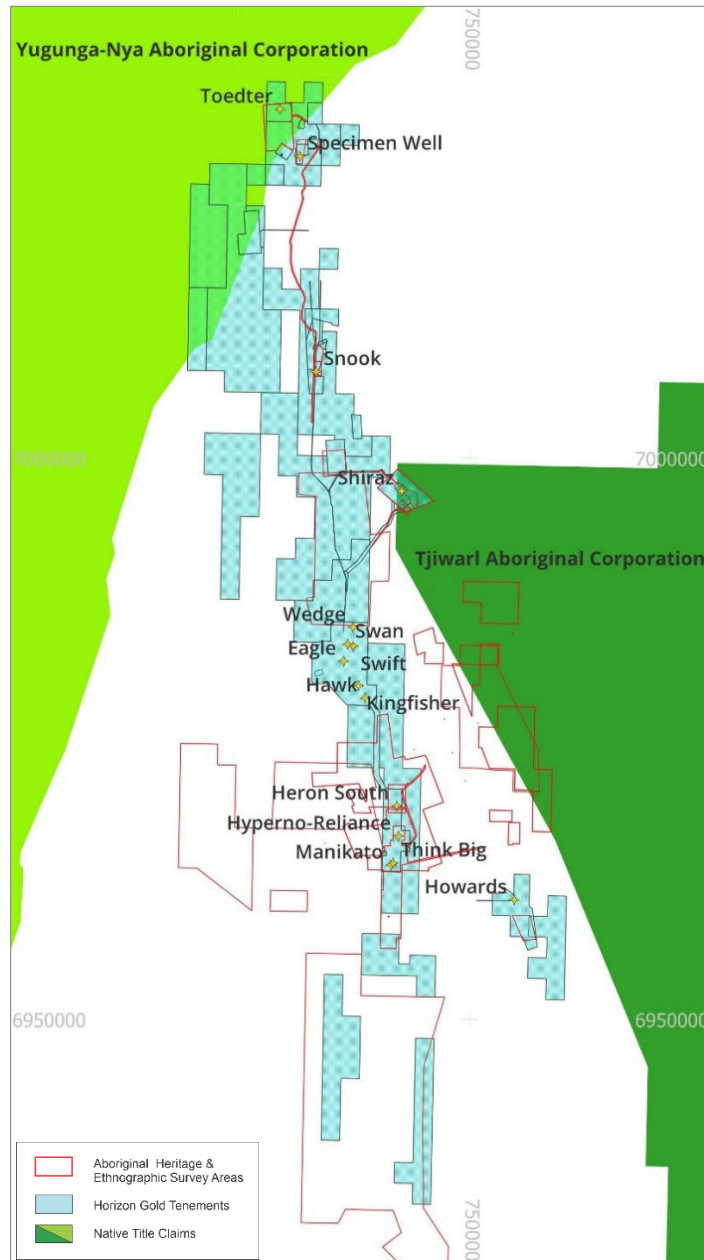 Yugunga-Nya Aboriginal Corporation
750000
Toedter
Specimen Well
Snook
7000000
7000000
Shiraz
Tjiwarl Aboriginal Corporation
Wedge
Swan
Eagle
Swift
Hawk
Kingfisher
Heron South
Hyperno-Reliance
Manikato
Think Big
Howards
6950000
6950000
750000
Aboriginal Heritage &
Ethnographic Survey Areas
Horizon Gold Tenements
Native Title Claims